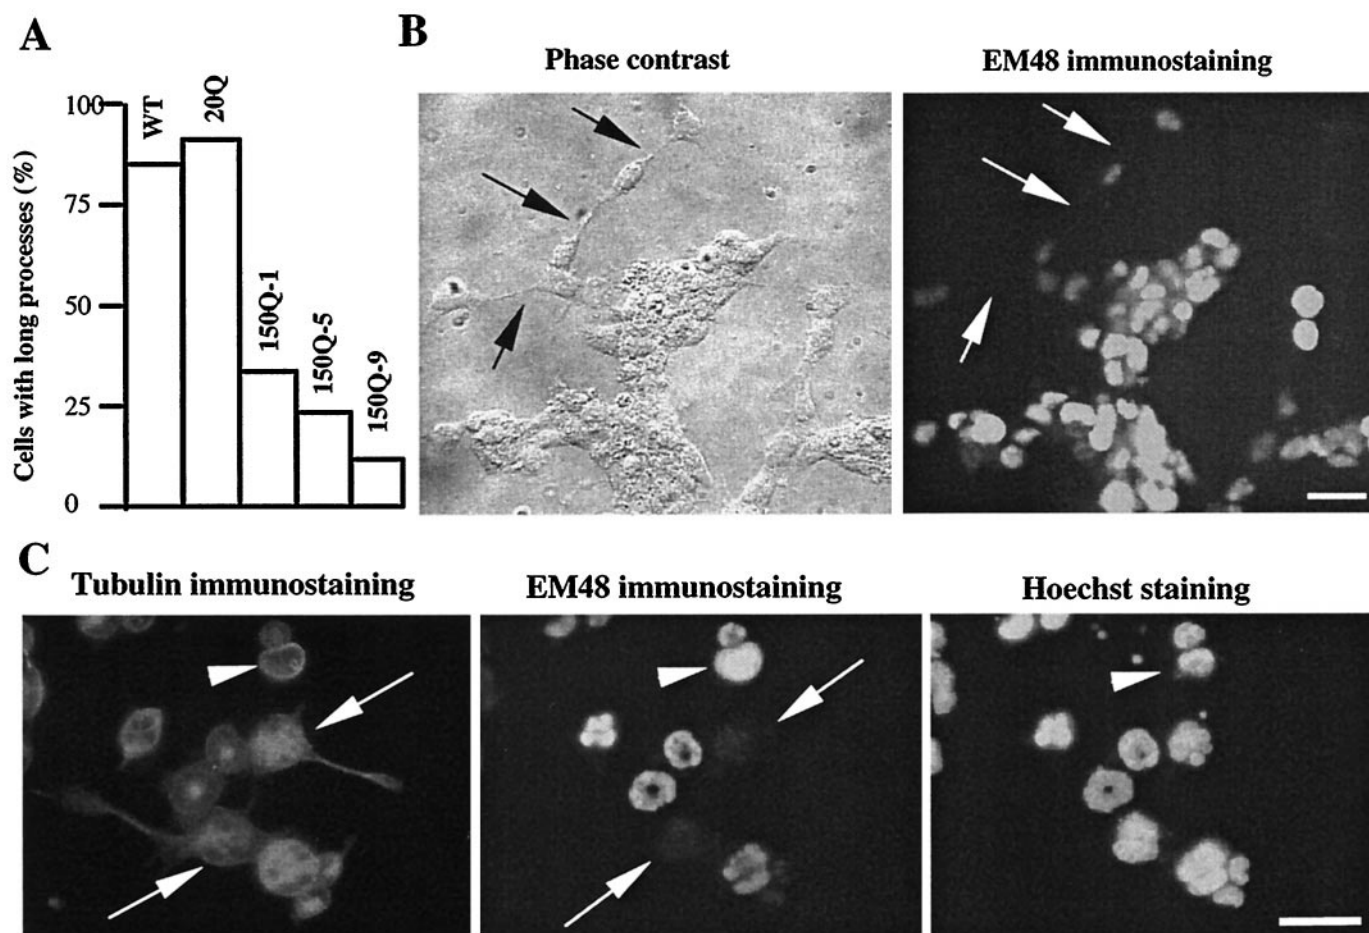 A
Cells with long processes (%)
100
75
50
25
0
WT
20Q
150Q-1
150Q-5
150Q-9
B
Phase contrast
EM48 immunostaining
C
Tubulin immunostaining
EM48 immunostaining
Hoechst staining